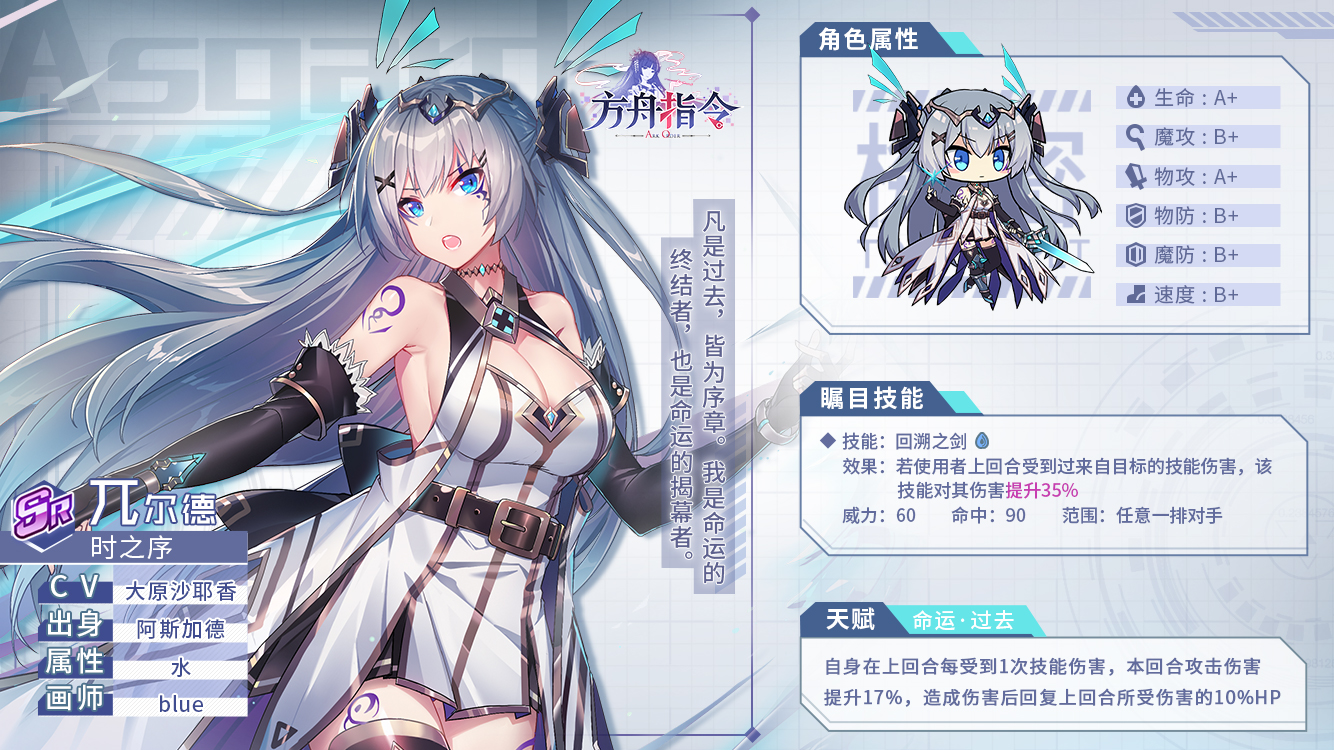 Asgard
方舟指令
ARK ODER
凡是过去，皆为序章。我是命运的
终结者，也是命运的揭幕者。
SR
兀尔德
时之序
CV 大原沙耶香
出身 阿斯加德
属性 水
画师 blue
角色属性
生命：A+
魔攻：B+
物攻：A+
物防：B+
魔防：B+
速度：B+
瞩目技能
技能：回溯之剑
效果：若使用者上回合受到过来自目标的技能伤害，该
技能对其伤害提升35%
威力：60 命中：90 范围：任意一排对手
天赋 命运·过去
自身在上回合每受到1次技能伤害，本回合攻击伤害
提升17%，造成伤害后回复上回合所受伤害的10%HP